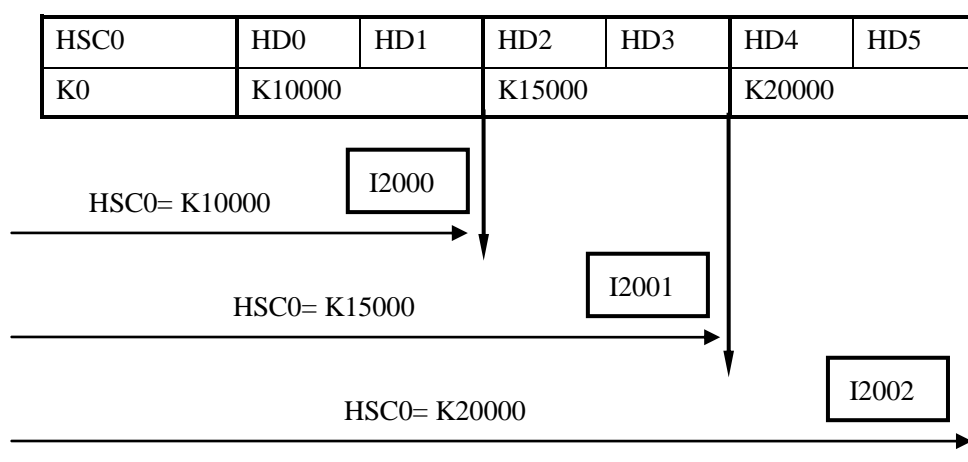 HSC0 HD0 HD1 HD2 HD3 HD4 HD5
K0 K10000 K15000 K20000
I2000
HSC0= K10000
I2001
HSC0= K15000
I2002
HSC0= K20000